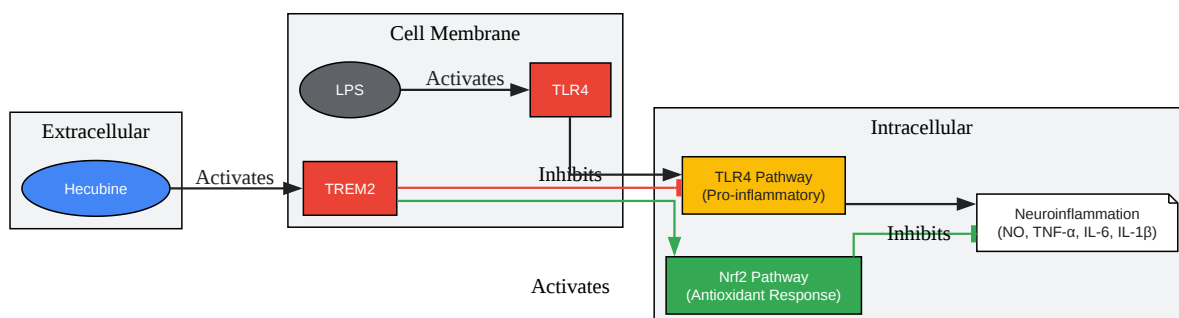 Cell Membrane
LPS
Activates
TLR4
Extracellular
Hecubine
Activates
TREM2
Inhibits
Intracellular
TLR4 Pathway
(Pro-inflammatory)
Neuroinflammation
(NO, TNF-α, IL-6, IL-1β)
Inhibits
Nrf2 Pathway
(Antioxidant Response)
Activates